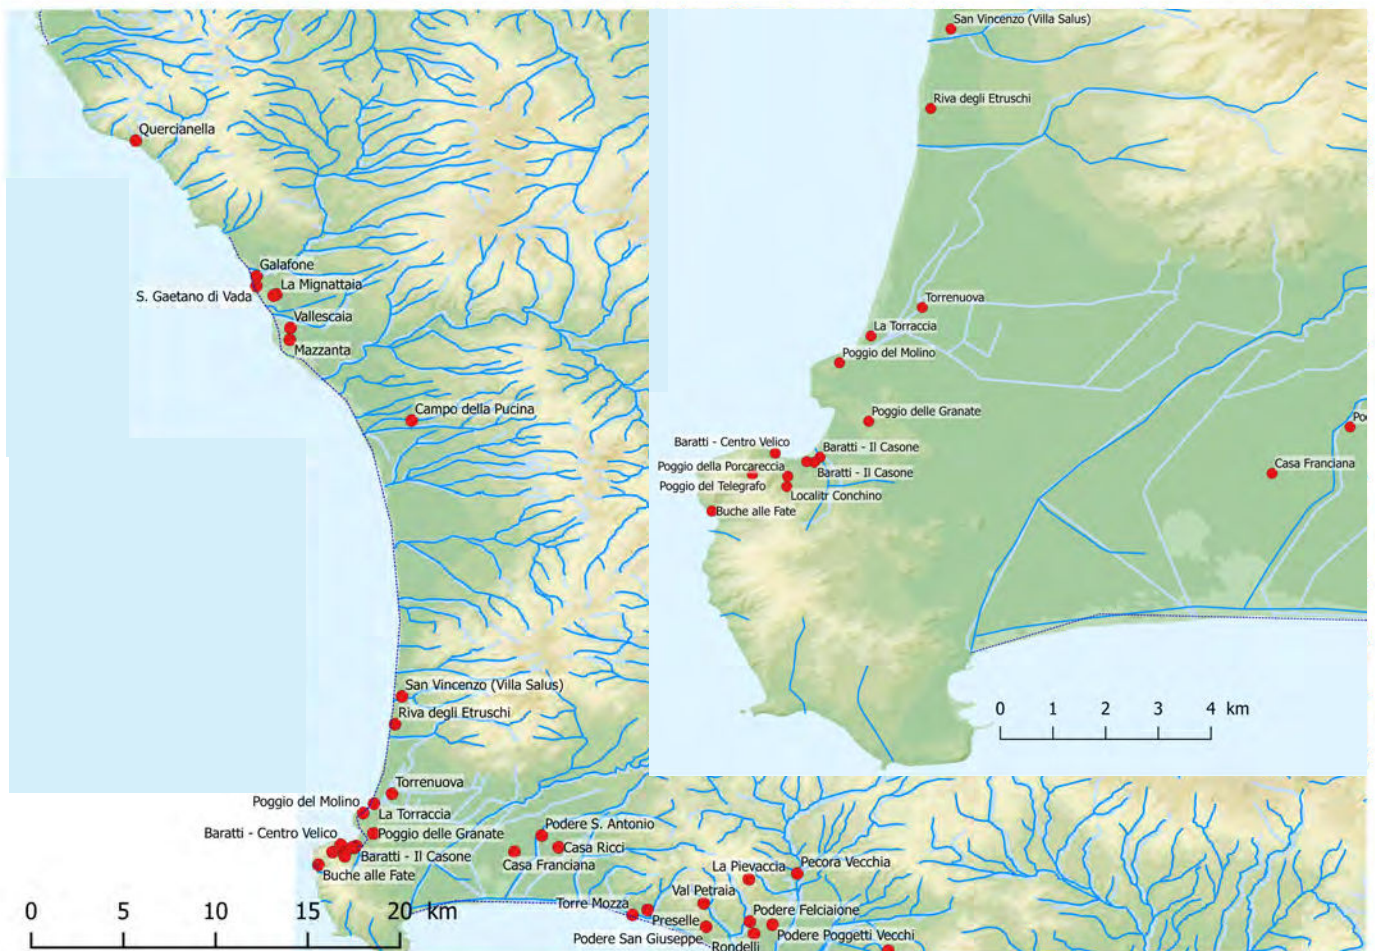 San Vincenzo (Villa Salus)
Riva degli Etruschi
Quercianella
Galafone
La Mignattaia
S. Gaetano di Vada
Vallescaia
Mazzanta
Campo della Pucina
Torrenuova
La Torraccia
Poggio del Molino
Poggio delle Granate
Baratti - Centro Velico
Baratti - Il Casone
Poggio della Porcareccia
Baratti - Il Casone
Poggio del Telegrafo
Localitr Conchino
Buche alle Fate
Casa Franciana
0 1 2 3 4 km
San Vincenzo (Villa Salus)
Riva degli Etruschi
Torrenuova
Poggio del Molino
La Torraccia
Baratti - Centro Velico
Poggio delle Granate
Baratti - Il Casone
Buche alle Fate
Podere S. Antonio
Casa Ricci
Casa Franciana
La Pievaccia
Pecora Vecchia
Val Petraia
Torre Mozza
Preselle
Podere Felciaione
Podere San Giuseppe
Podere Poggetti Vecchi
Rondelli
0 5 10 15 20 km